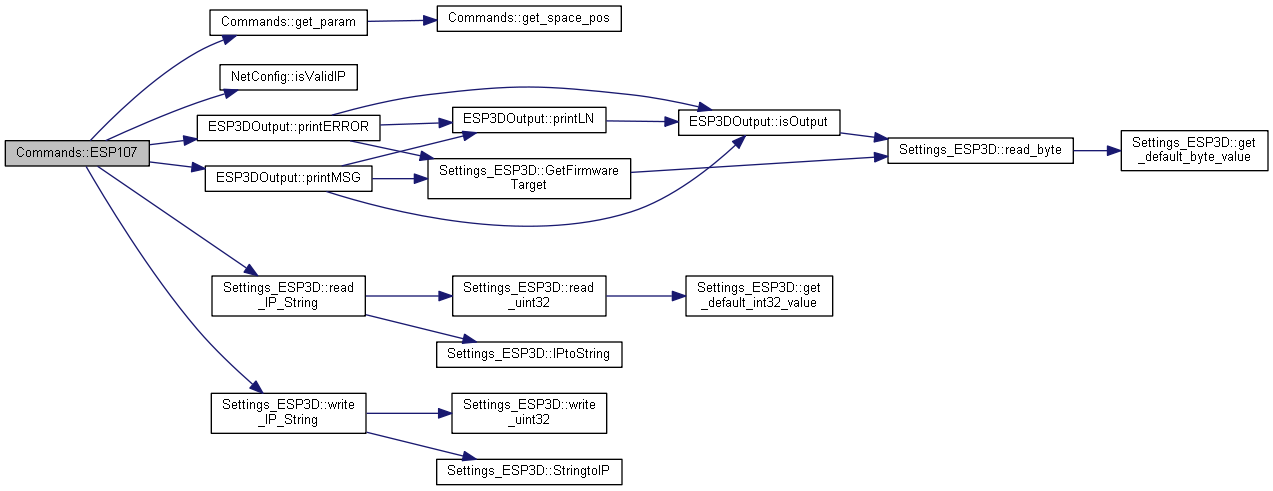 Commands::get_param
Commands::get_space_pos
NetConfig::isValidIP
ESP3DOutput::printERROR
ESP3DOutput::printLN
ESP3DOutput::isOutput
Commands::ESP107
Settings_ESP3D::read_byte
Settings_ESP3D::get
_default_byte_value
ESP3DOutput::printMSG
Settings_ESP3D::GetFirmware
Target
Settings_ESP3D::read
_IP_String
Settings_ESP3D::read
_uint32
Settings_ESP3D::get
_default_int32_value
Settings_ESP3D::IPtoString
Settings_ESP3D::write
_IP_String
Settings_ESP3D::write
_uint32
Settings_ESP3D::StringtoIP